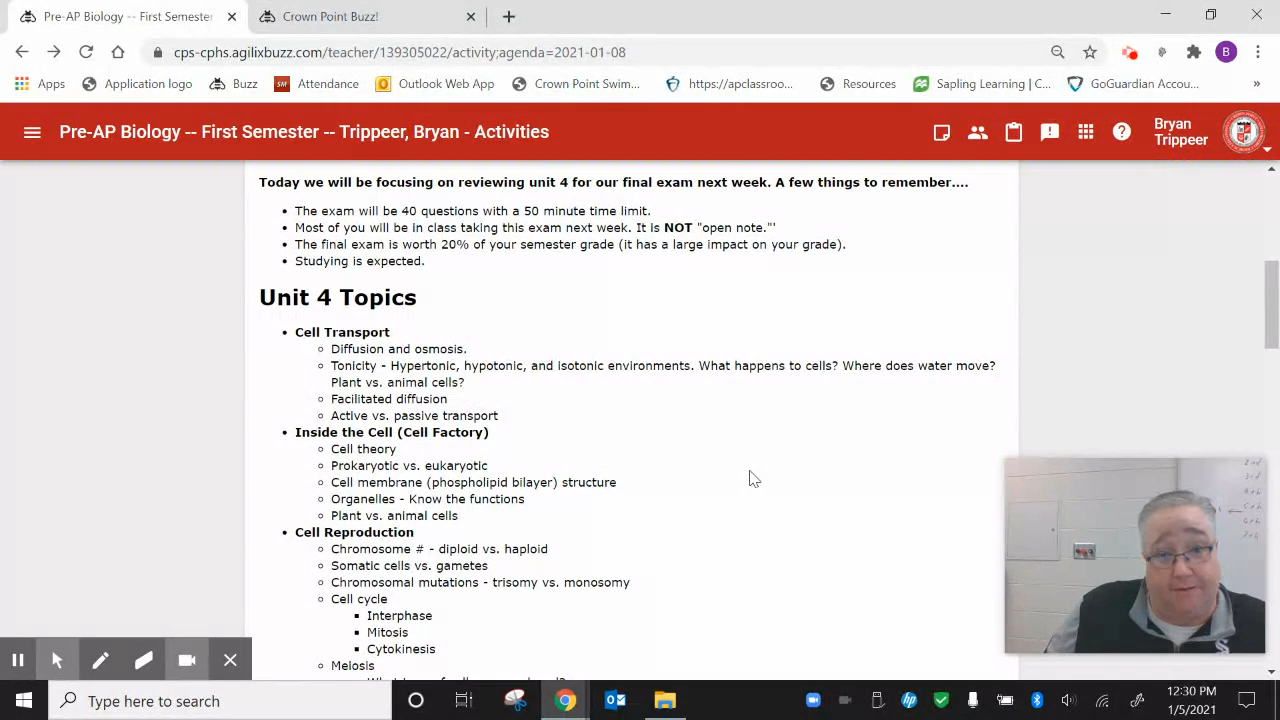 Pre-AP Biology -- First Semester
Crown Point Buzz!
cps-cphs.agilixbuzz.com/teacher/139305022/activity;agenda=2021-01-08
B
Apps
Application logo
Buzz
SM
Attendance
Outlook Web App
Crown Point Swim...
https://apclassroo...
Resources
Sapling Learning | C...
GoGuardian Accou...
»
Pre-AP Biology -- First Semester -- Trippeer, Bryan - Activities
Bryan
Trippeer
Today we will be focusing on reviewing unit 4 for our final exam next week. A few things to remember....
• The exam will be 40 questions with a 50 minute time limit.
• Most of you will be in class taking this exam next week. It is NOT "open note."'
• The final exam is worth 20% of your semester grade (it has a large impact on your grade).
• Studying is expected.
Unit 4 Topics
• Cell Transport
◦ Diffusion and osmosis.
◦ Tonicity - Hypertonic, hypotonic, and isotonic environments. What happens to cells? Where does water move?
Plant vs. animal cells?
◦ Facilitated diffusion
◦ Active vs. passive transport
• Inside the Cell (Cell Factory)
◦ Cell theory
◦ Prokaryotic vs. eukaryotic
◦ Cell membrane (phospholipid bilayer) structure
◦ Organelles - Know the functions
◦ Plant vs. animal cells
• Cell Reproduction
◦ Chromosome # - diploid vs. haploid
◦ Somatic cells vs. gametes
◦ Chromosomal mutations - trisomy vs. monosomy
◦ Cell cycle
▪ Interphase
▪ Mitosis
▪ Cytokinesis
◦ Meiosis
Type here to search
hp
12:30 PM
1/5/2021